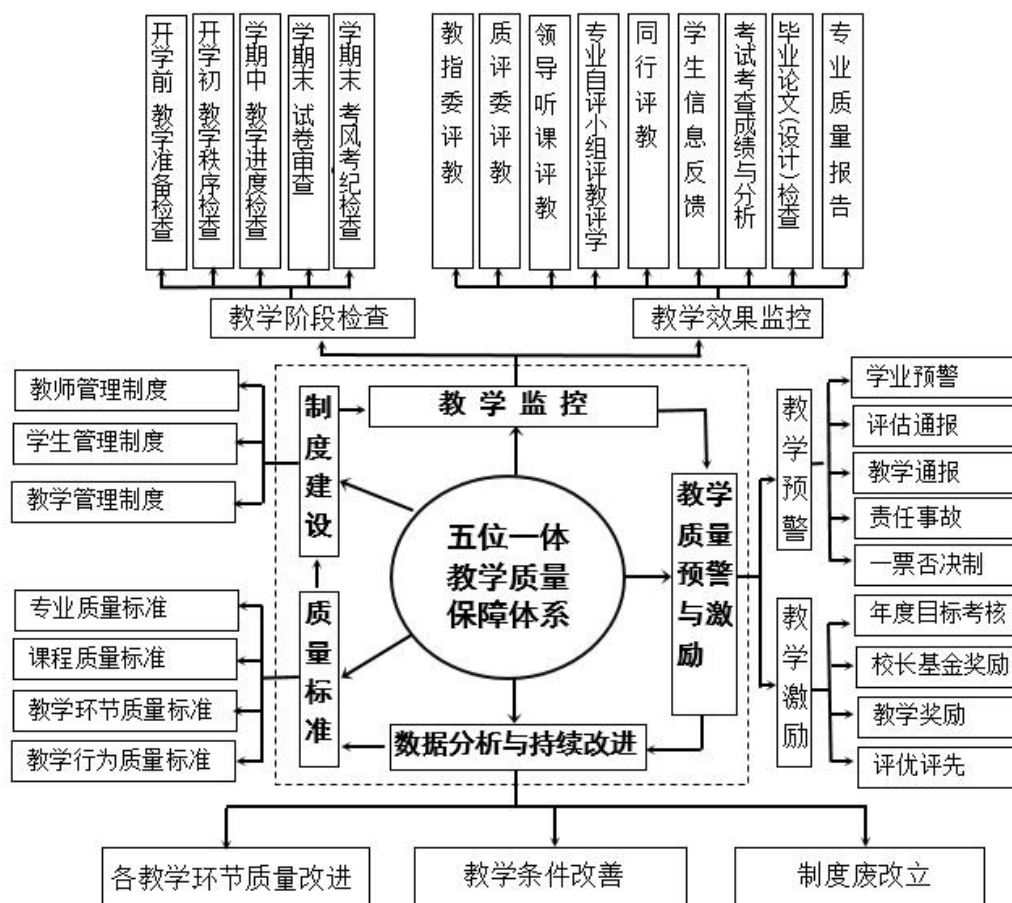 开学前 教学准备检查
开学初 教学秩序检查
学期中 教学进度检查
学期末 试卷审查
学期末 考风考纪检查
教指委评教
质评委评教
领导听课评教
专业自评小组评教评学
同行评教
学生信息反馈
考试考查成绩与分析
毕业论文(设计)检查
专业质量报告
教学阶段检查
教学效果监控
教师管理制度
学生管理制度
教学管理制度
制度建设
教学监控
教学
质量
预警
与激
励
教学预警
学业预警
评估通报
教学通报
责任事故
一票否决制
五位一体
教学质量
保障体系
专业质量标准
课程质量标准
教学环节质量标准
教学行为质量标准
质量标准
数据分析与持续改进
教学激励
年度目标考核
校长基金奖励
教学奖励
评优评先
各教学环节质量改进
教学条件改善
制度废改立